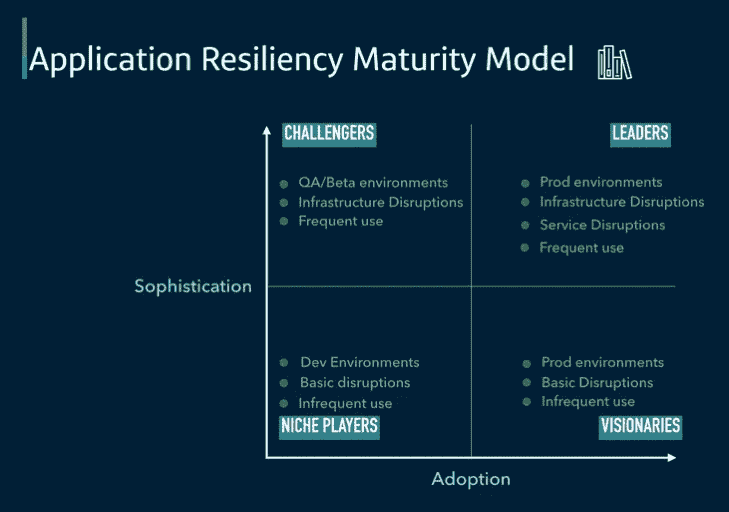 Application Resiliency Maturity Model
CHALLENGERS
QA/Beta environments
Infrastructure Disruptions
Frequent use
LEADERS
Prod environments
Infrastructure Disruptions
Service Disruptions
Frequent use
Sophistication
Dev Environments
Basic disruptions
Infrequent use
NICHE PLAYERS
Prod environments
Basic Disruptions
Infrequent use
VISIONARIES
Adoption